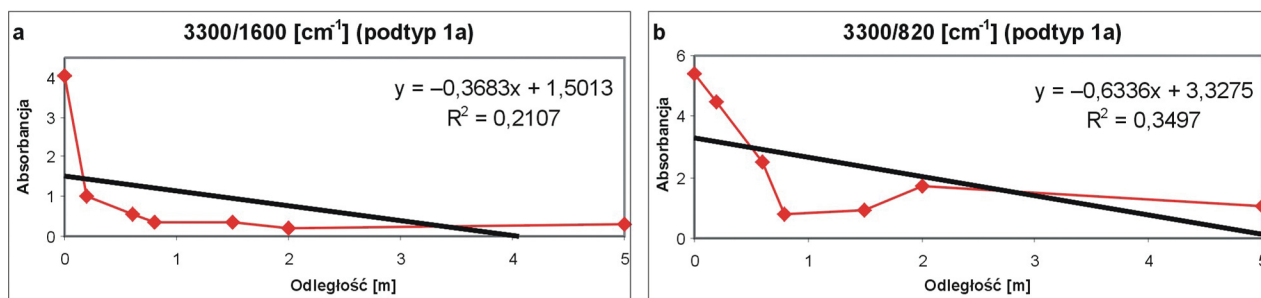 a
3300/1600 [cm⁻¹] (podtyp 1a)
y = –0,3683x + 1,5013
R² = 0,2107
Absorbancja
4
3
2
1
0
0 1 2 3 4 5
Odległość [m]
b
3300/820 [cm⁻¹] (podtyp 1a)
y = –0,6336x + 3,3275
R² = 0,3497
Absorbancja
6
4
2
0
0 1 2 3 4 5
Odległość [m]